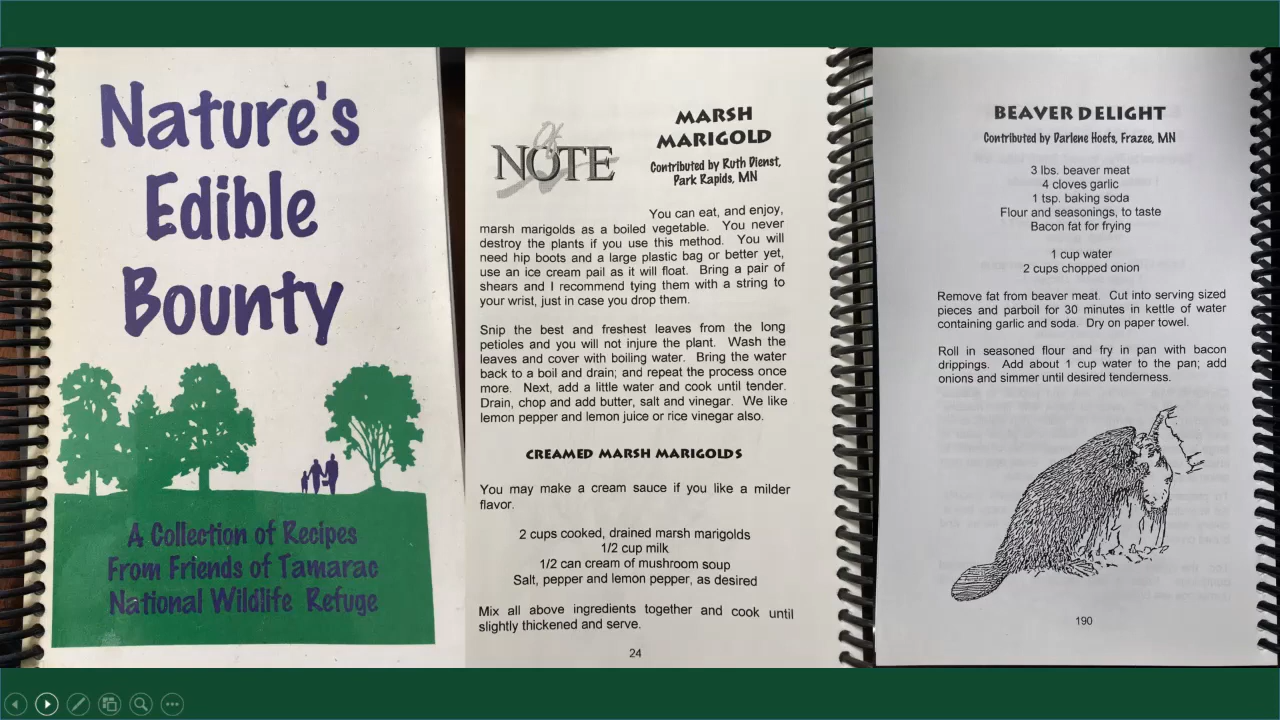 Nature's
Edible
Bounty
A Collection of Recipes
From Friends of Tamarac
National Wildlife Refuge
Of
NOTE
MARSH
MARIGOLD
Contributed by Ruth Dienst,
Park Rapids, MN
You can eat, and enjoy,
marsh marigolds as a boiled vegetable. You never
destroy the plants if you use this method. You will
need hip boots and a large plastic bag or better yet,
use an ice cream pail as it will float. Bring a pair of
shears and I recommend tying them with a string to
your wrist, just in case you drop them.
Snip the best and freshest leaves from the long
petioles and you will not injure the plant. Wash the
leaves and cover with boiling water. Bring the water
back to a boil and drain; and repeat the process once
more. Next, add a little water and cook until tender.
Drain, chop and add butter, salt and vinegar. We like
lemon pepper and lemon juice or rice vinegar also.
CREAMED MARSH MARIGOLDS
You may make a cream sauce if you like a milder
flavor.
2 cups cooked, drained marsh marigolds
1/2 cup milk
1/2 can cream of mushroom soup
Salt, pepper and lemon pepper, as desired
Mix all above ingredients together and cook until
slightly thickened and serve.
24
BEAVER DELIGHT
Contributed by Darlene Hoefs, Frazee, MN
3 lbs. beaver meat
4 cloves garlic
1 tsp. baking soda
Flour and seasonings, to taste
Bacon fat for frying
1 cup water
2 cups chopped onion
Remove fat from beaver meat. Cut into serving sized
pieces and parboil for 30 minutes in kettle of water
containing garlic and soda. Dry on paper towel.
Roll in seasoned flour and fry in pan with bacon
drippings. Add about 1 cup water to the pan; add
onions and simmer until desired tenderness.
190